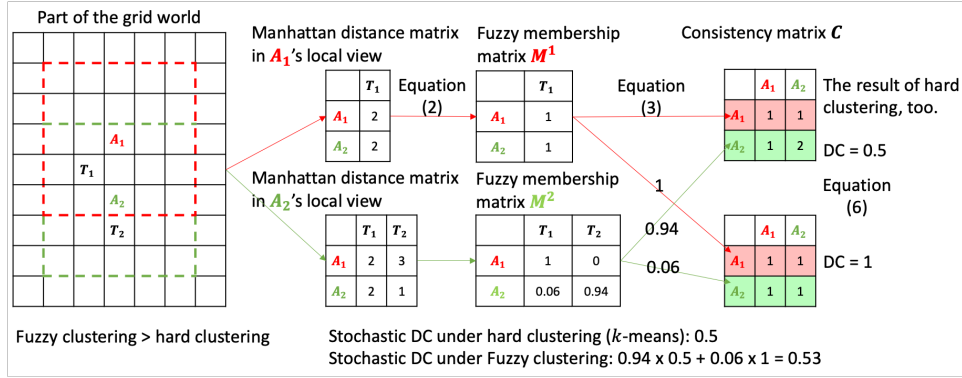 Part of the grid world
A₁
T₁
A₂
T₂
Fuzzy clustering > hard clustering
Manhattan distance matrix
in A₁'s local view
T₁
A₁ 2
A₂ 2
Equation
(2)
Fuzzy membership
matrix M¹
T₁
A₁ 1
A₂ 1
Equation
(3)
Consistency matrix C
A₁ A₂
A₁ 1 1
A₂ 1 2
The result of hard
clustering, too.
DC = 0.5
Manhattan distance matrix
in A₂'s local view
T₁ T₂
A₁ 2 3
A₂ 2 1
Fuzzy membership
matrix M²
T₁ T₂
A₁ 1 0
A₂ 0.06 0.94
1
0.94
0.06
Equation
(6)
A₁ A₂
A₁ 1 1
A₂ 1 1
DC = 1
Stochastic DC under hard clustering (k-means): 0.5
Stochastic DC under Fuzzy clustering: 0.94 x 0.5 + 0.06 x 1 = 0.53